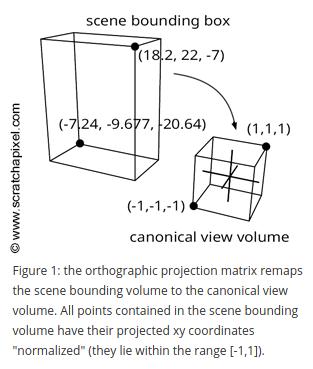 scene bounding box
(18.2, 22, -7)
(-7.24, -9.677, -20.64)
(1,1,1)
(-1,-1,-1)
canonical view volume
© www.scratchapixel.com
Figure 1: the orthographic projection matrix remaps
the scene bounding volume to the canonical view
volume. All points contained in the scene bounding
volume have their projected xy coordinates
"normalized" (they lie within the range [-1,1]).